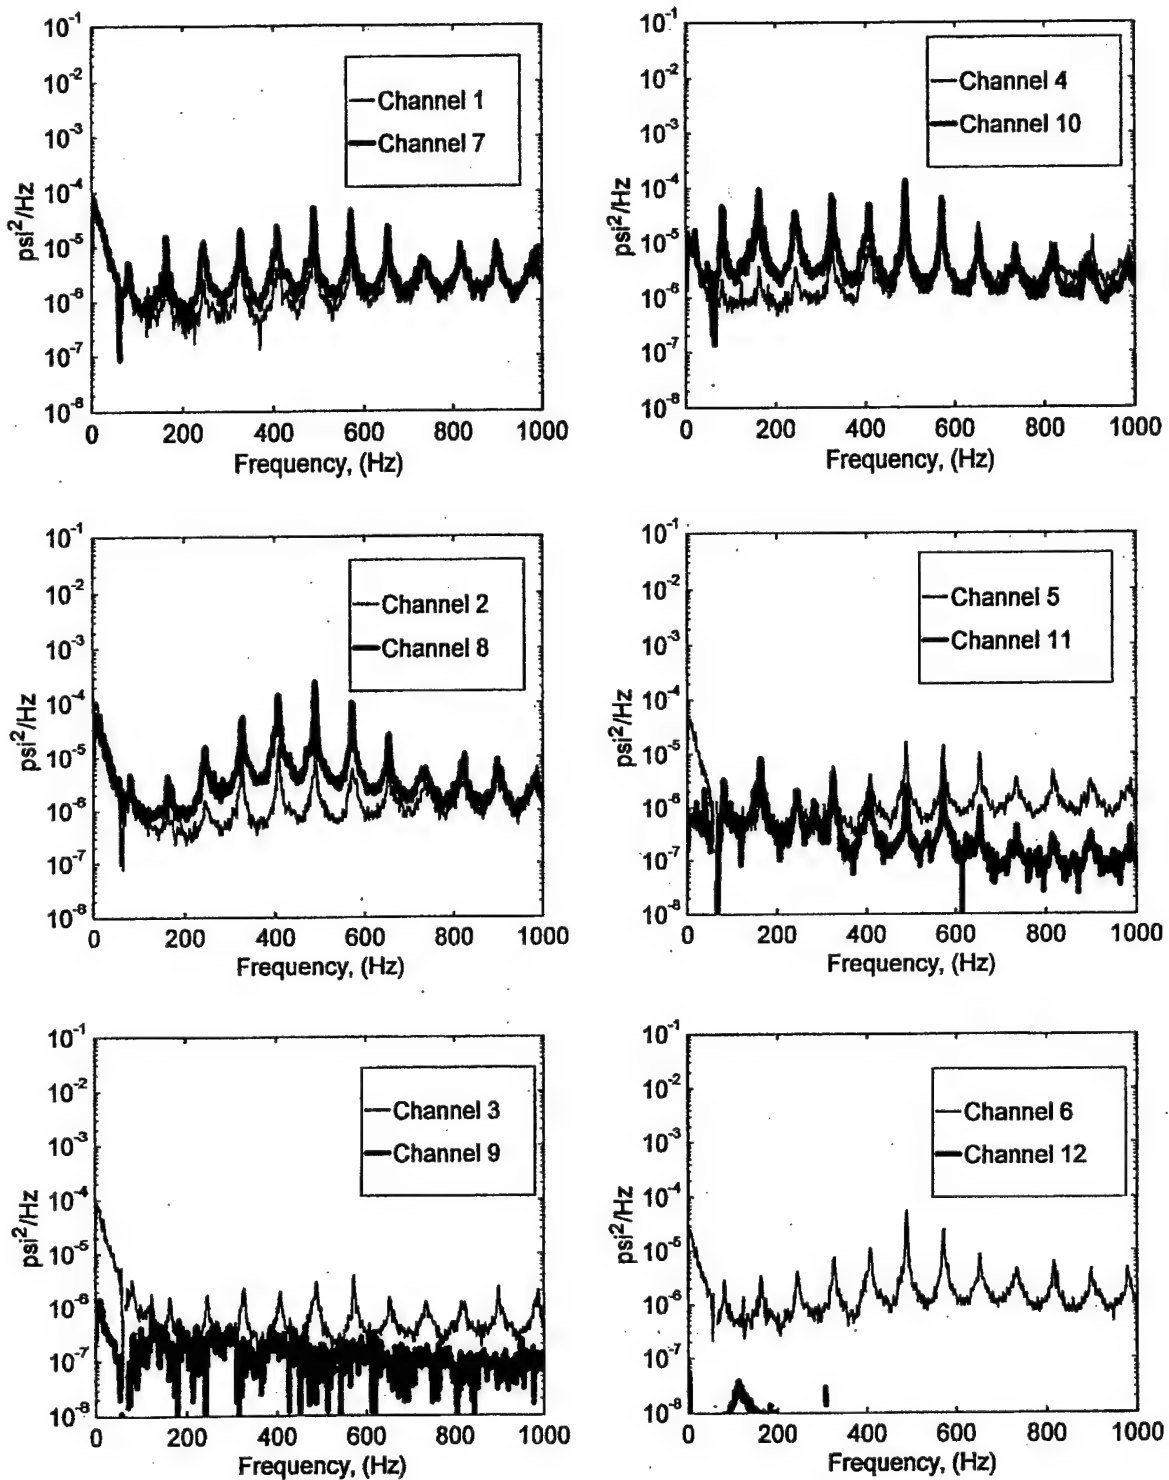 10-1
10-2
10-3
10-4
10-5
10-6
10-7
10-8
psi2/Hz
Channel 1
Channel 7
0 200 400 600 800 1000
Frequency, (Hz)
10-1
10-2
10-3
10-4
10-5
10-6
10-7
10-8
psi2/Hz
Channel 4
Channel 10
0 200 400 600 800 1000
Frequency, (Hz)
10-1
10-2
10-3
10-4
10-5
10-6
10-7
10-8
psi2/Hz
Channel 2
Channel 8
0 200 400 600 800 1000
Frequency, (Hz)
10-1
10-2
10-3
10-4
10-5
10-6
10-7
10-8
psi2/Hz
Channel 5
Channel 11
0 200 400 600 800 1000
Frequency, (Hz)
10-1
10-2
10-3
10-4
10-5
10-6
10-7
10-8
psi2/Hz
Channel 3
Channel 9
0 200 400 600 800 1000
Frequency, (Hz)
10-1
10-2
10-3
10-4
10-5
10-6
10-7
10-8
psi2/Hz
Channel 6
Channel 12
0 200 400 600 800 1000
Frequency, (Hz)